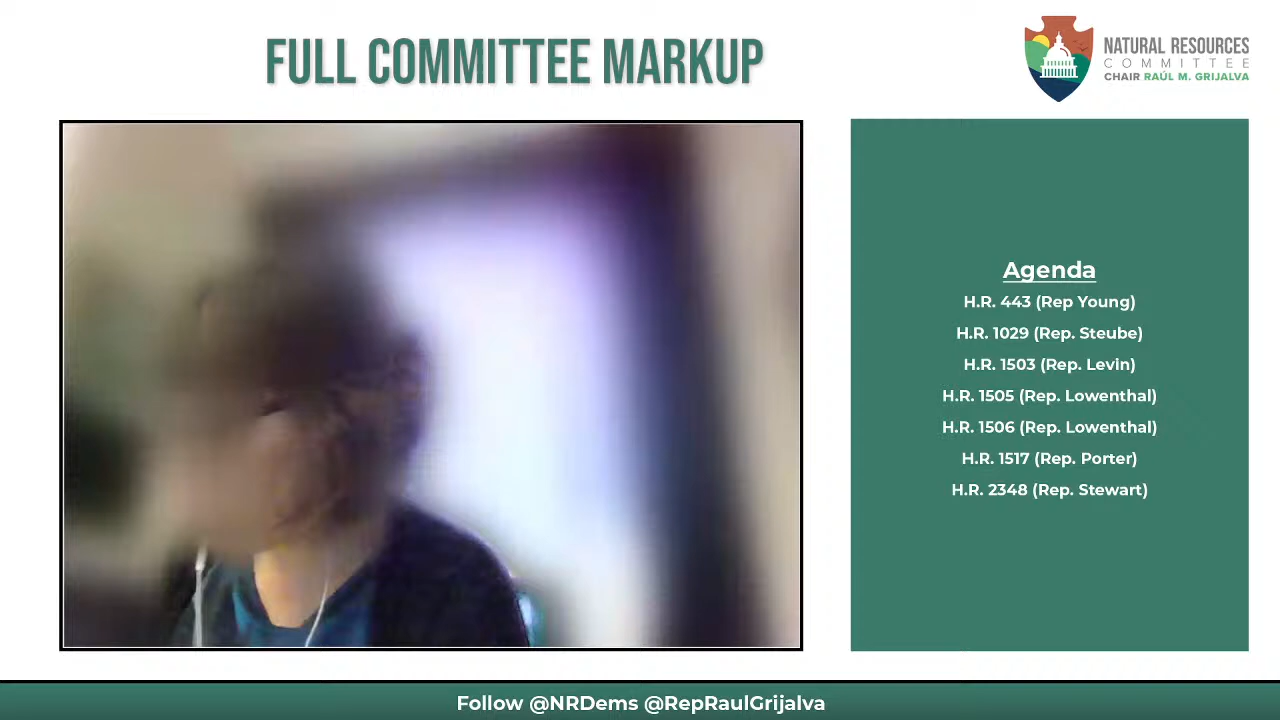 FULL COMMITTEE MARKUP
NATURAL RESOURCES
COMMITTEE
CHAIR RAÚL M. GRIJALVA
Agenda
H.R. 443 (Rep Young)
H.R. 1029 (Rep. Steube)
H.R. 1503 (Rep. Levin)
H.R. 1505 (Rep. Lowenthal)
H.R. 1506 (Rep. Lowenthal)
H.R. 1517 (Rep. Porter)
H.R. 2348 (Rep. Stewart)
Follow @NRDems @RepRaulGrijalva